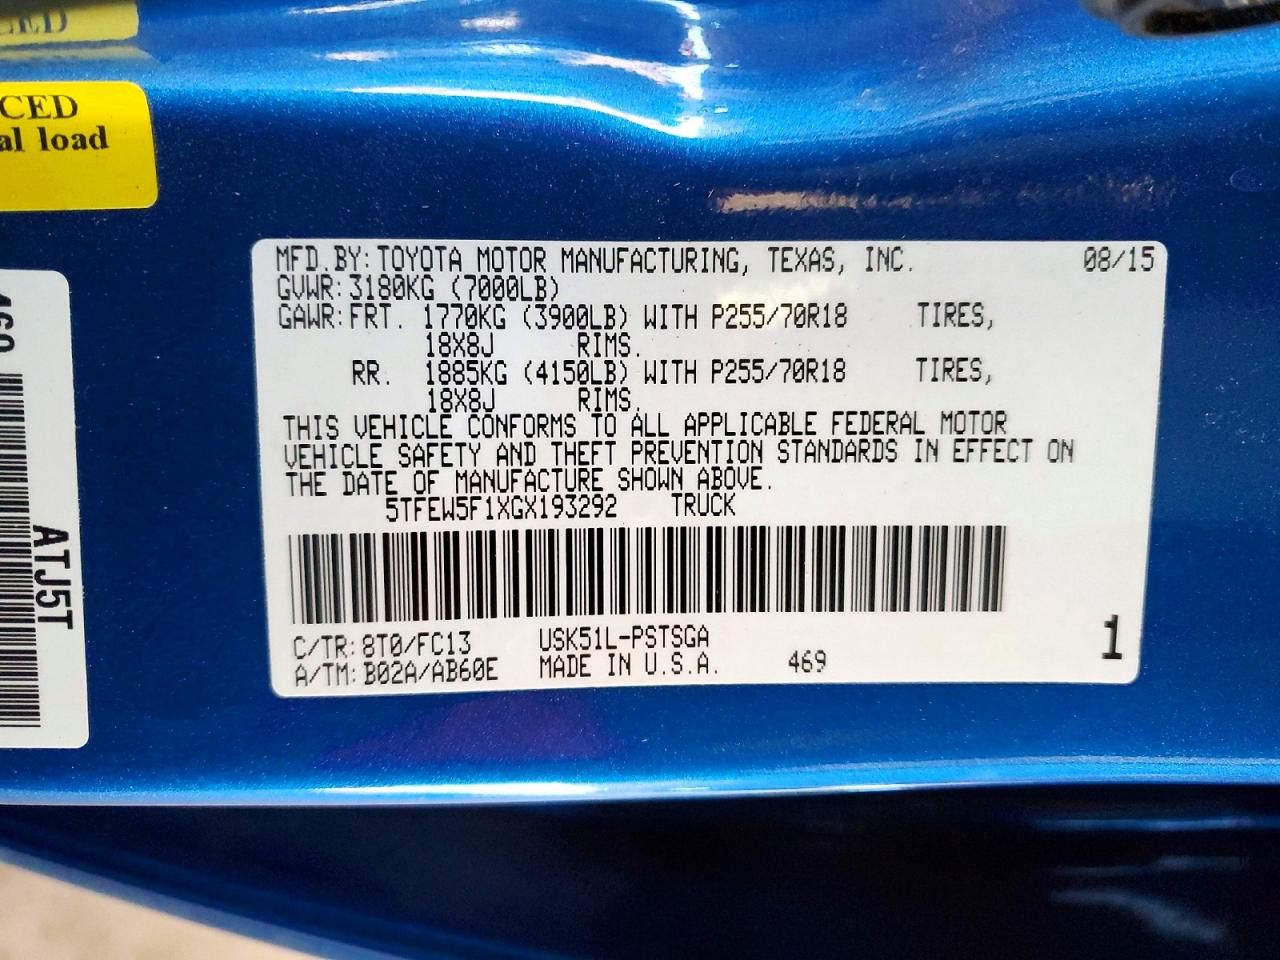 CED
CED
al load
469
ATJ5T
MFD.BY:TOYOTA MOTOR MANUFACTURING, TEXAS, INC. 08/15
GVWR:3180KG (7000LB)
GAWR:FRT. 1770KG (3900LB) WITH P255/70R18 TIRES,
18X8J RIMS.
RR. 1885KG (4150LB) WITH P255/70R18 TIRES,
18X8J RIMS.
THIS VEHICLE CONFORMS TO ALL APPLICABLE FEDERAL MOTOR
VEHICLE SAFETY AND THEFT PREVENTION STANDARDS IN EFFECT ON
THE DATE OF MANUFACTURE SHOWN ABOVE.
5TFEW5F1XGX193292 TRUCK
C/TR:8T0/FC13 USK51L-PSTSGA
A/TM:B02A/AB60E MADE IN U.S.A. 469
1